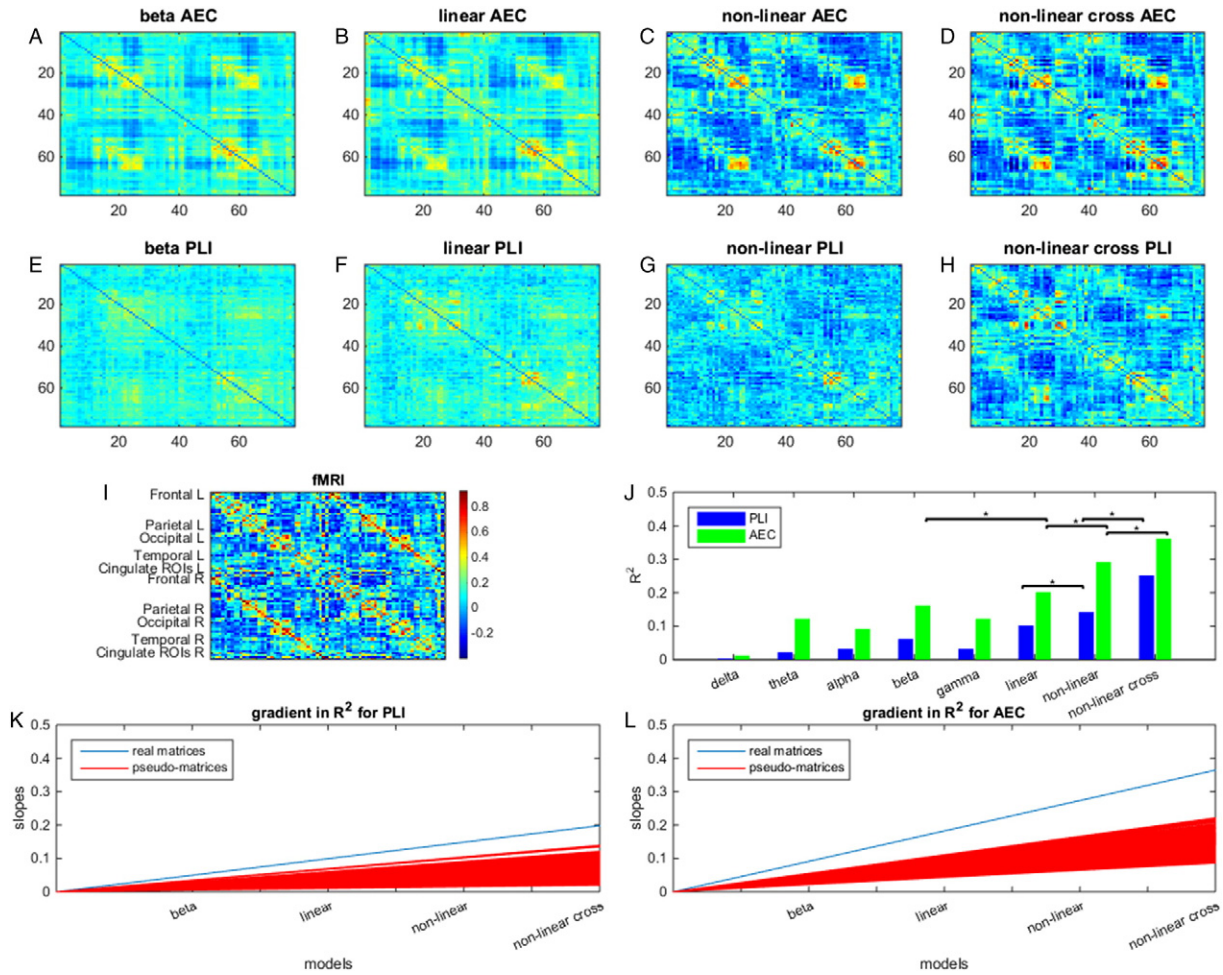 beta AEC
linear AEC
non-linear AEC
non-linear cross AEC
A
B
C
D
20
40
60
20
40
60
20
40
60
20
40
60
20 40 60
20 40 60
20 40 60
20 40 60
beta PLI
linear PLI
non-linear PLI
non-linear cross PLI
E
F
G
H
20
40
60
20
40
60
20
40
60
20
40
60
20 40 60
20 40 60
20 40 60
20 40 60
I
fMRI
Frontal L
Parietal L
Occipital L
Temporal L
Cingulate ROIs L
Frontal R
Parietal R
Occipital R
Temporal R
Cingulate ROIs R
0.8
0.6
0.4
0.2
0
-0.2
J
0.5
0.4
0.3
0.2
0.1
0
R²
PLI
AEC
*
*
*
*
*
delta
theta
alpha
beta
gamma
linear
non-linear
non-linear cross
K
gradient in R² for PLI
0.5
0.4
0.3
0.2
0.1
0
slopes
real matrices
pseudo-matrices
beta
linear
non-linear
non-linear cross
models
L
gradient in R² for AEC
0.5
0.4
0.3
0.2
0.1
0
slopes
real matrices
pseudo-matrices
beta
linear
non-linear
non-linear cross
models